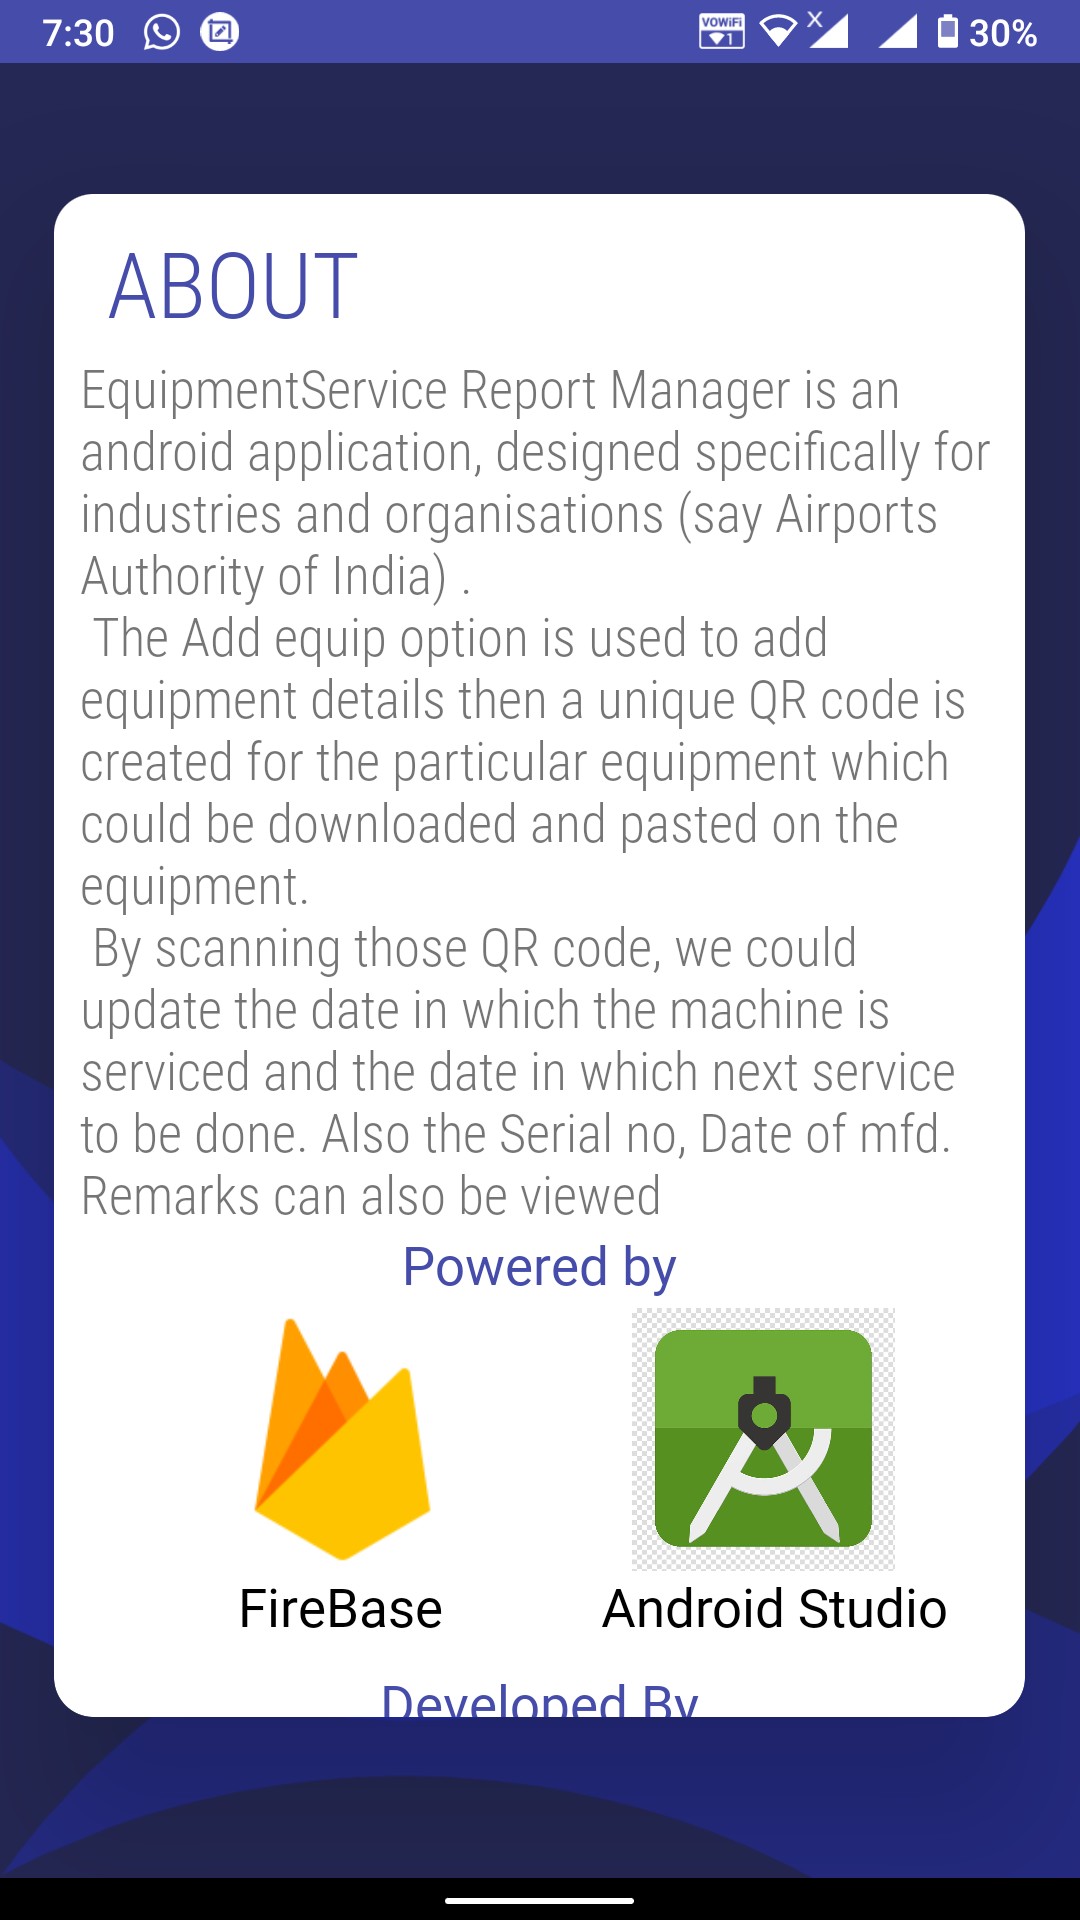 7:30 VOWiFi 1 X 30%
ABOUT
EquipmentService Report Manager is an
android application, designed specifically for
industries and organisations (say Airports
Authority of India) .
The Add equip option is used to add
equipment details then a unique QR code is
created for the particular equipment which
could be downloaded and pasted on the
equipment.
By scanning those QR code, we could
update the date in which the machine is
serviced and the date in which next service
to be done. Also the Serial no, Date of mfd.
Remarks can also be viewed
Powered by
FireBase Android Studio
Developed By